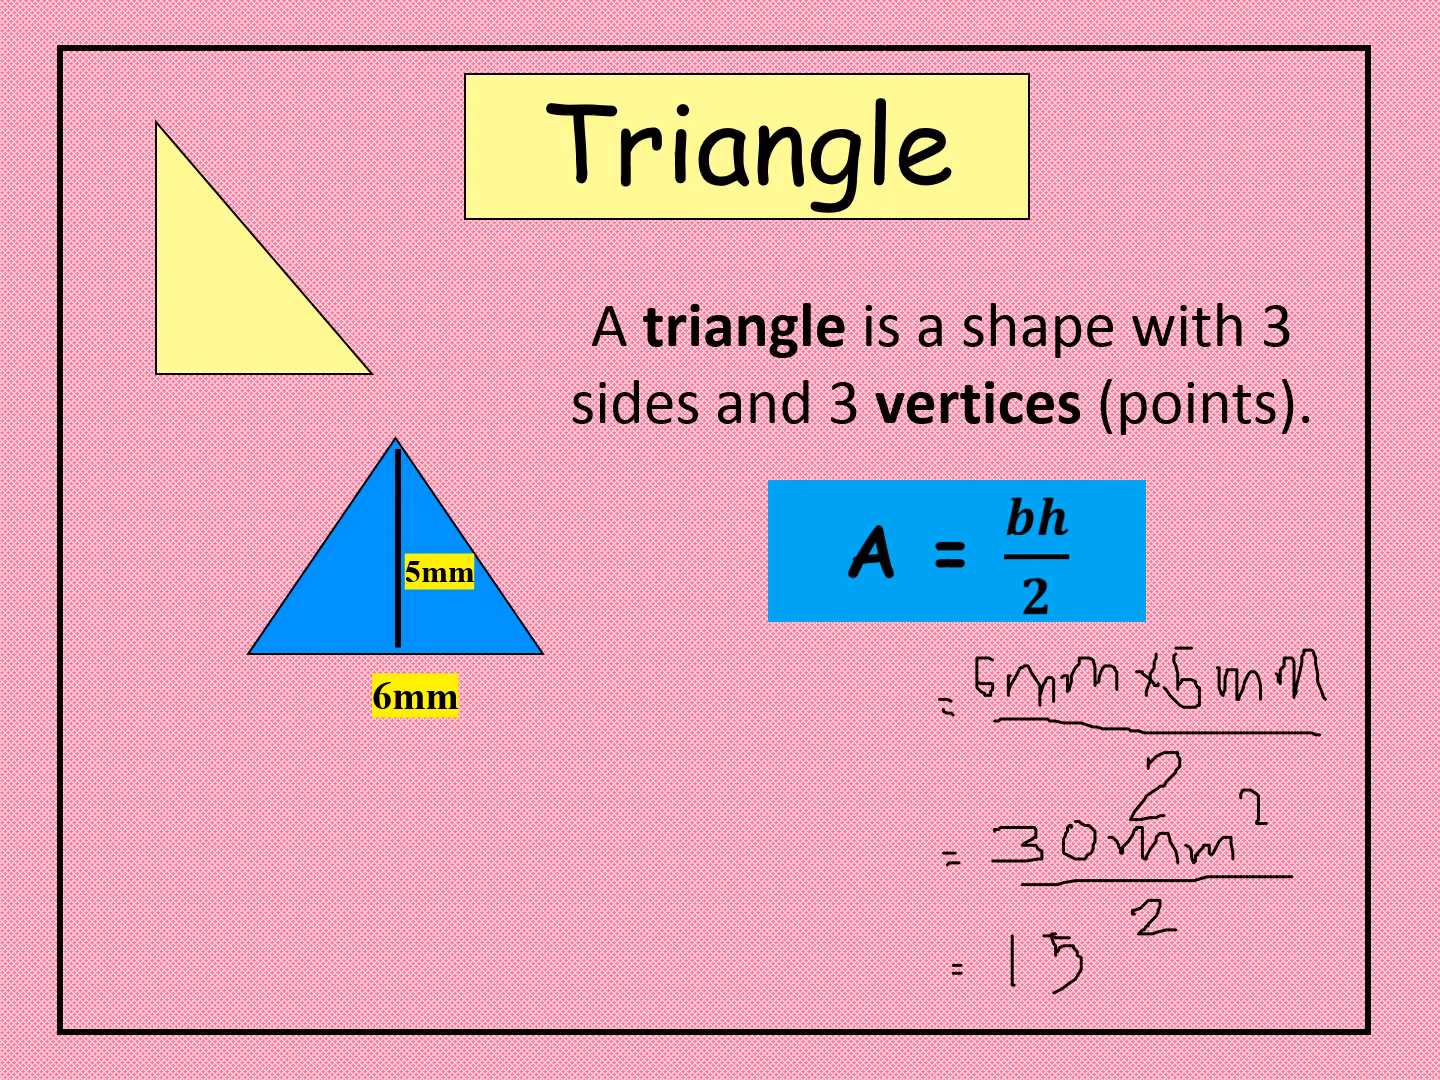 Triangle
A triangle is a shape with 3
sides and 3 vertices (points).
A = bh/2
5mm
6mm
= 6mm x 5mm
2
= 30mm²
2
= 15